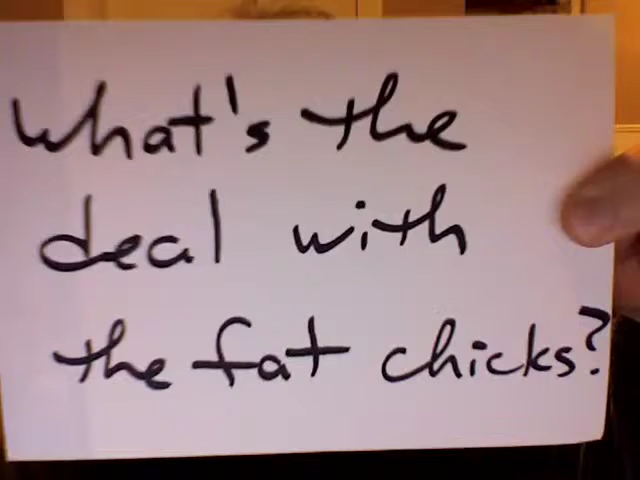 what's the
deal with
the fat chicks?